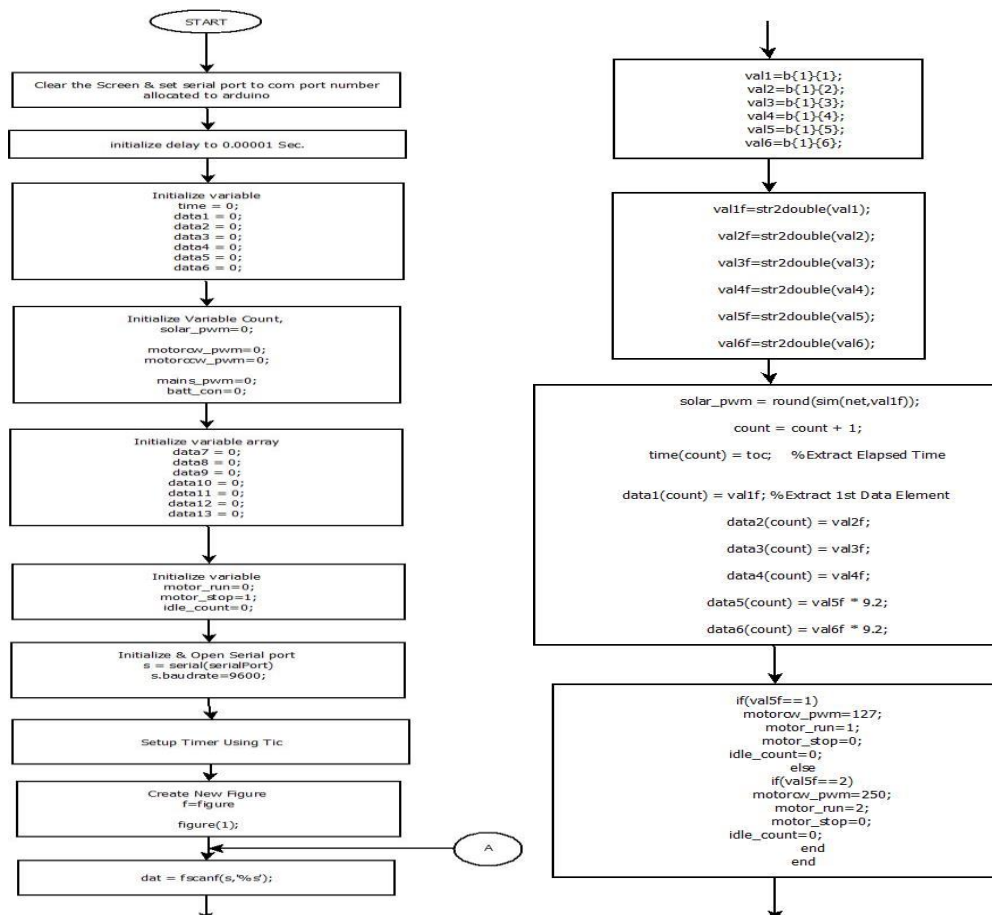 START
Clear the Screen & set serial port to com port number
allocated to arduino
initialize delay to 0.00001 Sec.
Initialize variable
time = 0;
data1 = 0;
data2 = 0;
data3 = 0;
data4 = 0;
data5 = 0;
data6 = 0;
Initialize Variable Count,
solar_pwm=0;
motorcw_pwm=0;
motorccw_pwm=0;
mains_pwm=0;
batt_con=0;
Initialize variable array
data7 = 0;
data8 = 0;
data9 = 0;
data10 = 0;
data11 = 0;
data12 = 0;
data13 = 0;
Initialize variable
motor_run=0;
motor_stop=1;
idle_count=0;
Initialize & Open Serial port
s = serial(serialPort)
s.baudrate=9600;
Setup Timer Using Tic
Create New Figure
f=figure
figure(1);
A
dat = fscanf(s,'%s');
val1=b{1}{1};
val2=b{1}{2};
val3=b{1}{3};
val4=b{1}{4};
val5=b{1}{5};
val6=b{1}{6};
val1f=str2double(val1);
val2f=str2double(val2);
val3f=str2double(val3);
val4f=str2double(val4);
val5f=str2double(val5);
val6f=str2double(val6);
solar_pwm = round(sim(net,val1f));
count = count + 1;
time(count) = toc; %Extract Elapsed Time
data1(count) = val1f; %Extract 1st Data Element
data2(count) = val2f;
data3(count) = val3f;
data4(count) = val4f;
data5(count) = val5f * 9.2;
data6(count) = val6f * 9.2;
if(val5f==1)
motorcw_pwm=127;
motor_run=1;
motor_stop=0;
idle_count=0;
else
if(val5f==2)
motorcw_pwm=250;
motor_run=2;
motor_stop=0;
idle_count=0;
end
end